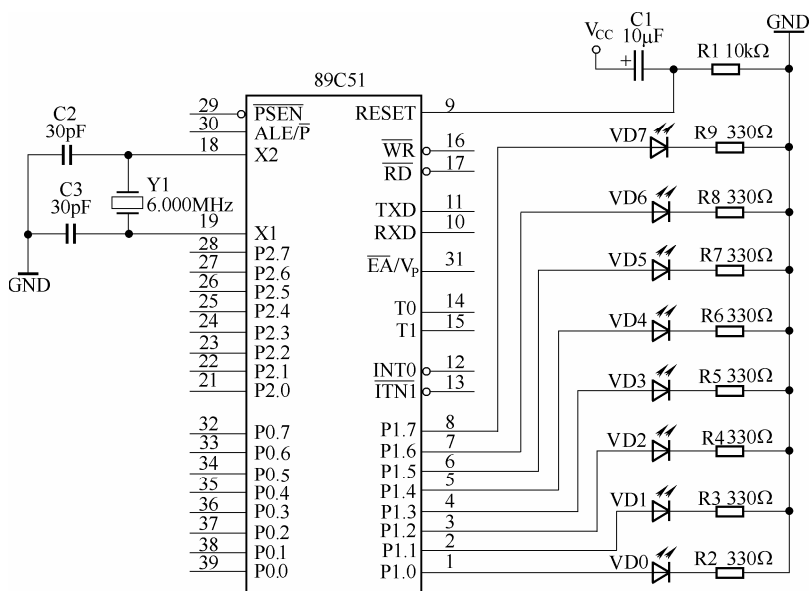 GND
C1
10μF
VCC
+
R1 10kΩ
89C51
29
PSEN
30
ALE/P
18
X2
19
X1
28
P2.7
27
P2.6
26
P2.5
25
P2.4
24
P2.3
23
P2.2
22
P2.1
21
P2.0
32
P0.7
33
P0.6
34
P0.5
35
P0.4
36
P0.3
37
P0.2
38
P0.1
39
P0.0
C2
30pF
C3
30pF
Y1
6.000MHz
GND
RESET
9
WR
16
RD
17
TXD
11
RXD
10
EA/VP
31
T0
14
T1
15
INT0
12
ITN1
13
P1.7
8
P1.6
7
P1.5
6
P1.4
5
P1.3
4
P1.2
3
P1.1
2
P1.0
1
VD7
R9 330Ω
VD6
R8 330Ω
VD5
R7 330Ω
VD4
R6 330Ω
VD3
R5 330Ω
VD2
R4330Ω
VD1
R3 330Ω
VD0
R2 330Ω